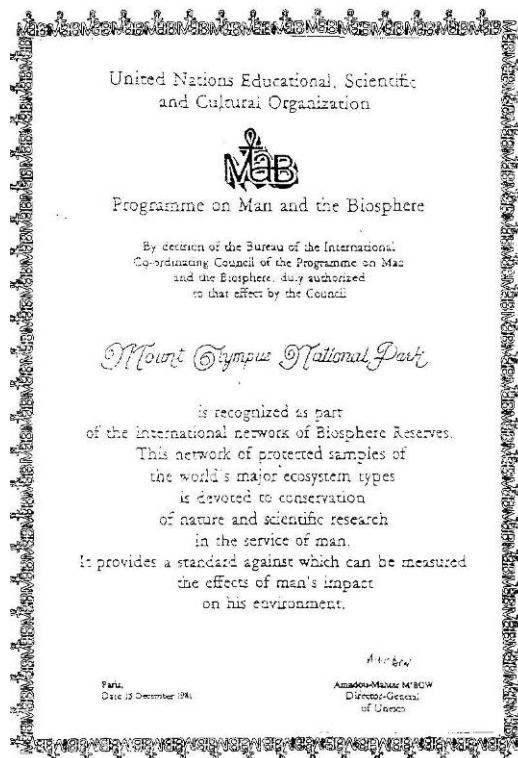 United Nations Educational, Scientific
and Cultural Organization
MaB
Programme on Man and the Biosphere
By decision of the Bureau of the International
Co-ordinating Council of the Programme on Man
and the Biosphere, duly authorized
to that effect by the Council
Mount Olympus National Park
is recognized as part
of the international network of Biosphere Reserves.
This network of protected samples of
the world's major ecosystem types
is devoted to conservation
of nature and scientific research
in the service of man.
It provides a standard against which can be measured
the effects of man's impact
on his environment.
Paris,
Date 15 December 1981
Amadou-Mahtar M'BOW
Director-General
of Unesco